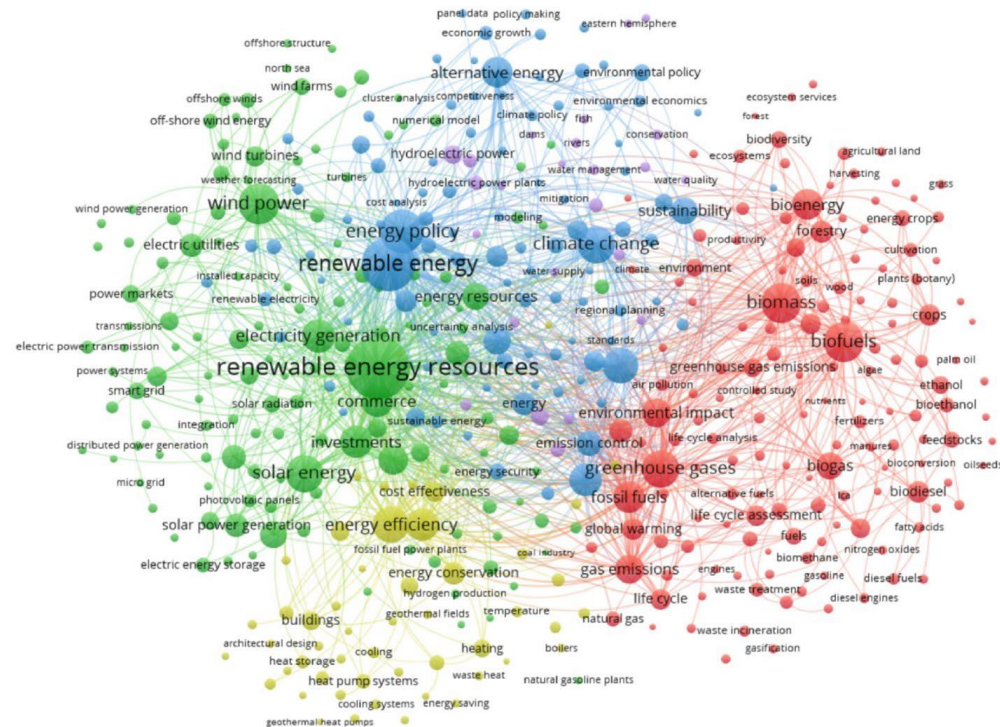 panel data policy making
eastern hemisphere
economic growth
offshore structure
alternative energy environmental policy
north sea
wind farms
cluster analysis competitiveness
offshore winds
environmental economics
ecosystem services
climate policy
forest
off-shore wind energy
numerical model
fish
dams
rivers
conservation
biodiversity
hydroelectric power
agricultural land
wind turbines
ecosystems
turbines
water management
harvesting
weather forecasting
hydroelectric power plants
water quality
grass
mitigation
wind power
cost analysis
bioenergy
wind power generation
modeling
sustainability
energy crops
energy policy
forestry
electric utilities
climate change
productivity
cultivation
renewable energy
water supply
climate
environment
installed capacity
soils
wood
plants (botany)
power markets
renewable electricity
energy resources
biomass
regional planning
crops
transmissions
electricity generation
uncertainty analysis
standards
biofuels
electric power transmission
renewable energy resources
greenhouse gas emissions
palm oil
power systems
algae
smart grid
air pollution
controlled study
ethanol
solar radiation
commerce
energy
nutrients
bioethanol
environmental impact
integration
sustainable energy
fertilizers
distributed power generation
investments
emission control
life cycle analysis
manures
feedstocks
solar energy
energy security
greenhouse gases
biogas
bioconversion
oilseeds
micro grid
photovoltaic panels
cost effectiveness
fossil fuels
alternative fuels
lca
biodiesel
solar power generation
energy efficiency
global warming
life cycle assessment
fatty acids
fuels
fossil fuel power plants
coal industry
nitrogen oxides
electric energy storage
energy conservation
gas emissions
engines
biomethane
gasoline
diesel fuels
hydrogen production
waste treatment
diesel engines
life cycle
geothermal fields
temperature
buildings
natural gas
waste incineration
architectural design
cooling
heating
boilers
gasification
heat storage
waste heat
heat pump systems
natural gasoline plants
cooling systems
energy saving
geothermal heat pumps